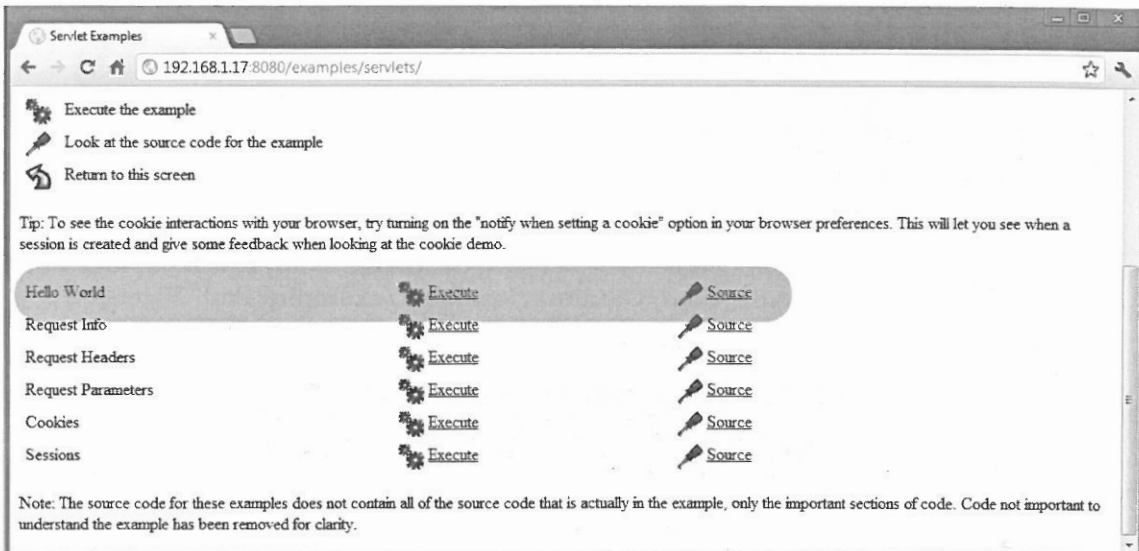 Servlet Examples
192.168.1.17:8080/examples/servlets/
Execute the example
Look at the source code for the example
Return to this screen
Tip: To see the cookie interactions with your browser, try turning on the "notify when setting a cookie" option in your browser preferences. This will let you see when a
session is created and give some feedback when looking at the cookie demo.
Hello World Execute Source
Request Info Execute Source
Request Headers Execute Source
Request Parameters Execute Source
Cookies Execute Source
Sessions Execute Source
Note: The source code for these examples does not contain all of the source code that is actually in the example, only the important sections of code. Code not important to
understand the example has been removed for clarity.